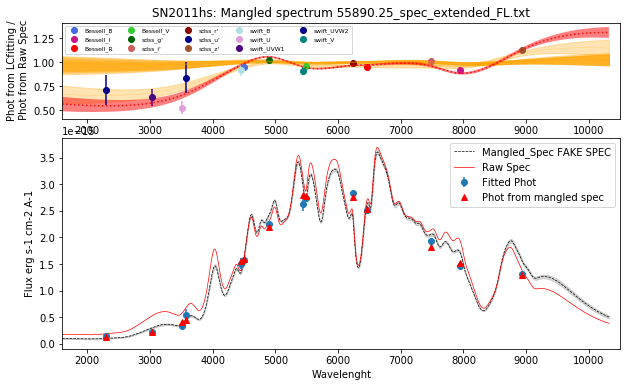 SN2011hs: Mangled spectrum 55890.25_spec_extended_FL.txt
Phot from LCfitting /
Phot from Raw Spec
1.25
1.00
0.75
0.50
Bessell_B Bessell_V sdss_r' swift_B swift_UVW2
Bessell_I sdss_g' sdss_u' swift_U swift_V
Bessell_R sdss_i' sdss_z' swift_UVW1
2000 3000 4000 5000 6000 7000 8000 9000 10000
1e−15
Flux erg s-1 cm-2 A-1
3.5
3.0
2.5
2.0
1.5
1.0
0.5
0.0
Mangled_Spec FAKE SPEC
Raw Spec
Fitted Phot
Phot from mangled spec
2000 3000 4000 5000 6000 7000 8000 9000 10000
Wavelenght